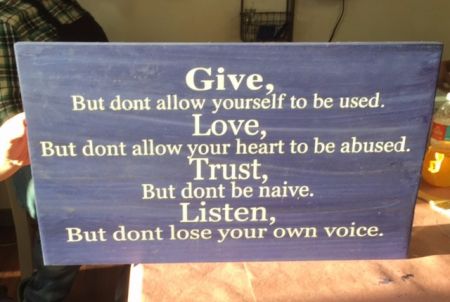 Give,
But dont allow yourself to be used.
Love,
But dont allow your heart to be abused.
Trust,
But dont be naive.
Listen,
But dont lose your own voice.